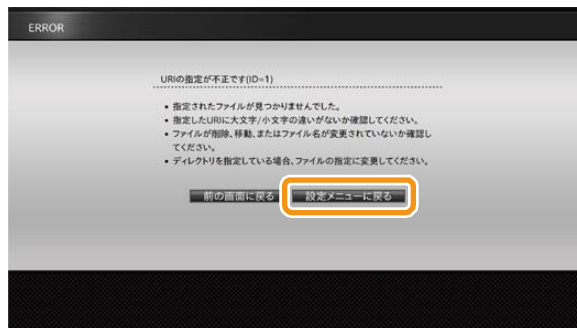 ERROR
URIの指定が不正です(ID=1)
• 指定されたファイルが見つかりませんでした。
• 指定したURIに大文字/小文字の違いがないか確認してください。
• ファイルが削除、移動、またはファイル名が変更されていないか確認し
てください。
• ディレクトリを指定している場合、ファイルの指定に変更してください。
前の画面に戻る 設定メニューに戻る